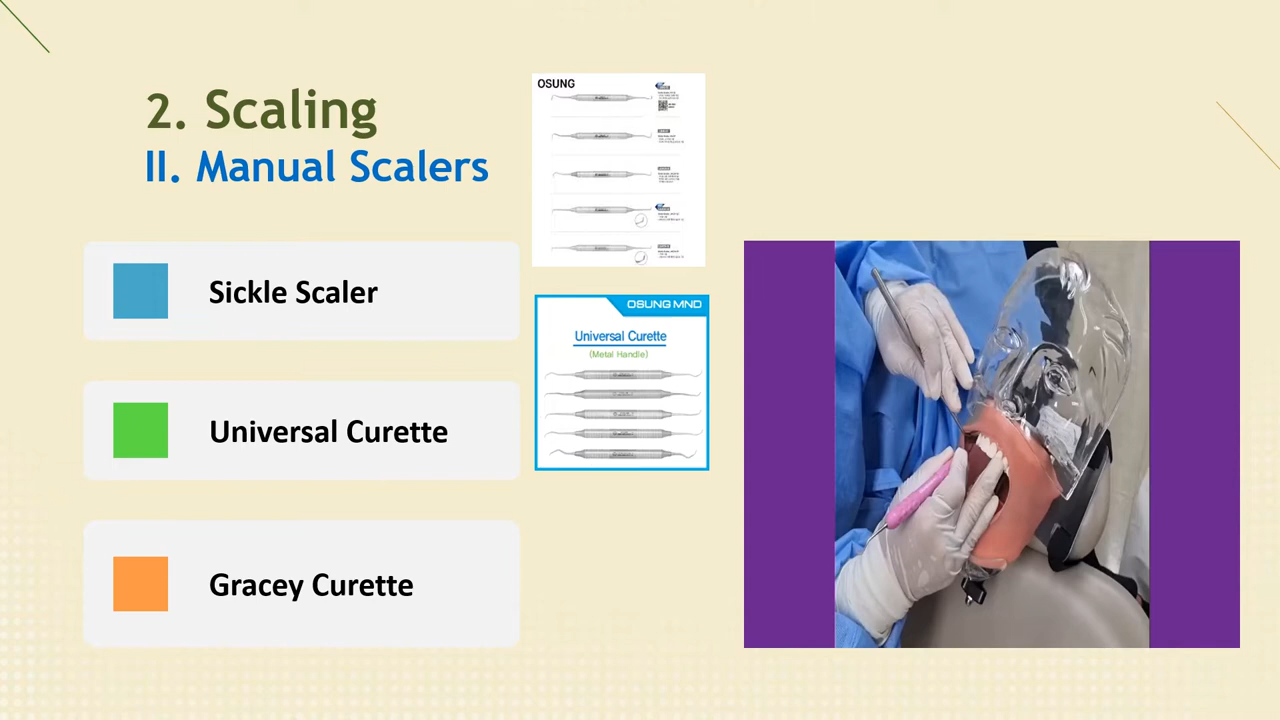 2. Scaling
II. Manual Scalers
Sickle Scaler
Universal Curette
Gracey Curette
OSUNG
OSUNG MND
Universal Curette
(Metal Handle)